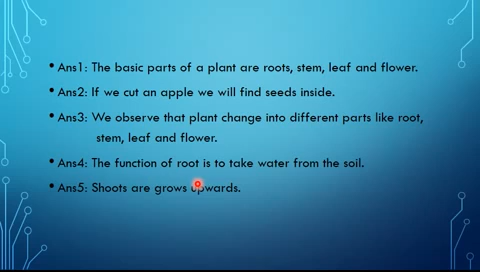 • Ans1: The basic parts of a plant are roots, stem, leaf and flower.
• Ans2: If we cut an apple we will find seeds inside.
• Ans3: We observe that plant change into different parts like root,
stem, leaf and flower.
• Ans4: The function of root is to take water from the soil.
• Ans5: Shoots are grows upwards.